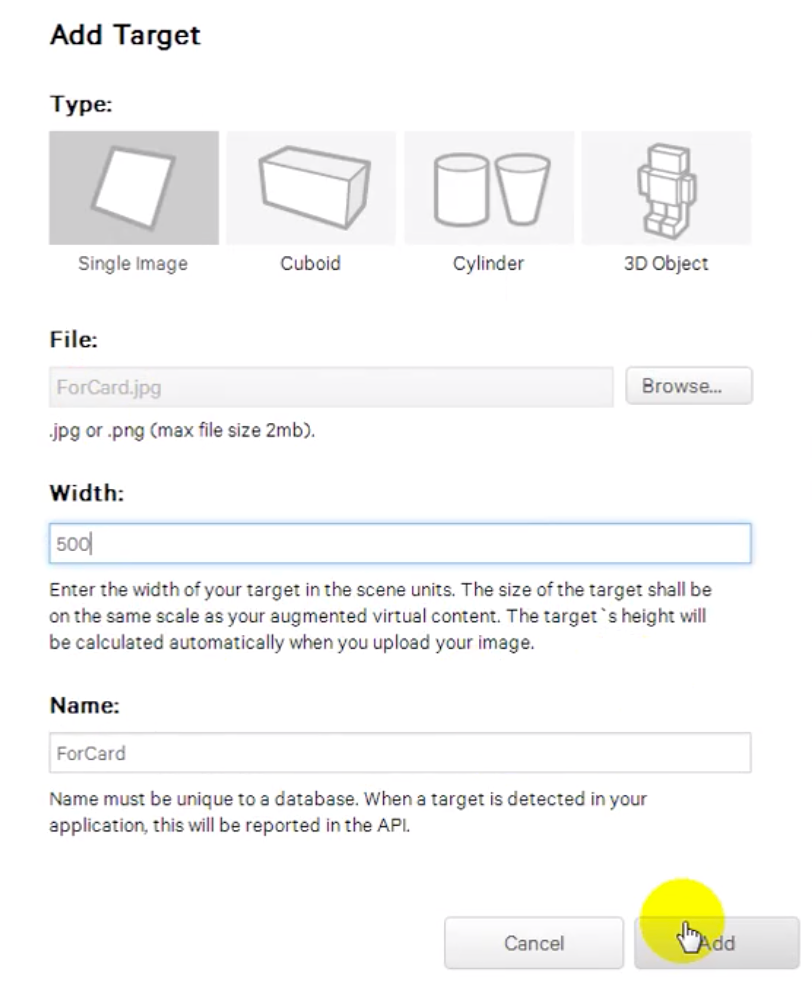 Add Target
Type:
Single Image
Cuboid
Cylinder
3D Object
File:
ForCard.jpg
Browse...
.jpg or .png (max file size 2mb).
Width:
500
Enter the width of your target in the scene units. The size of the target shall be
on the same scale as your augmented virtual content. The target`s height will
be calculated automatically when you upload your image.
Name:
ForCard
Name must be unique to a database. When a target is detected in your
application, this will be reported in the API.
Cancel
Add